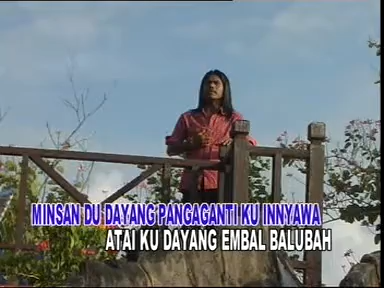 MINSAN DU DAYANG PANGAGANTI KU INNYAWA
ATAI KU DAYANG EMBAL BALUBAH